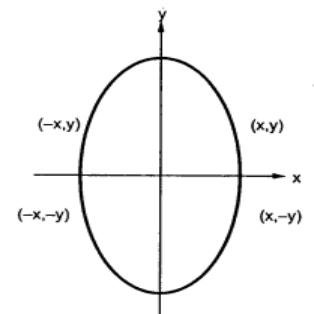 y
(-x,y)
(x,y)
x
(-x,-y)
(x,-y)